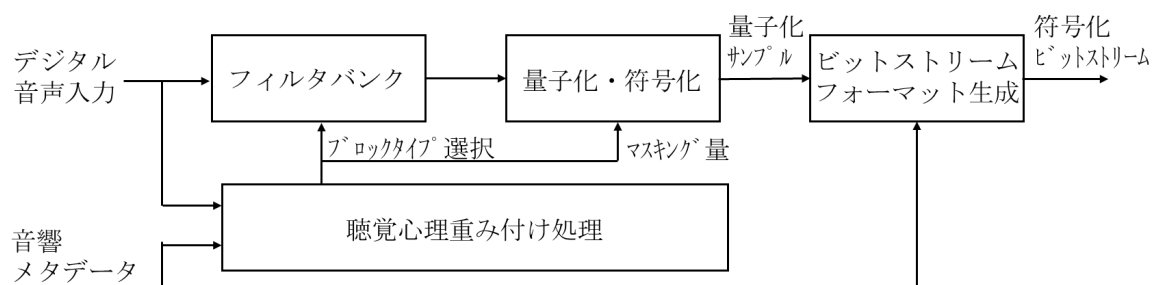 デジタル
音声入力
フィルタバンク
量子化・符号化
量子化
ｻﾝﾌﾟﾙ
ビットストリーム
フォーマット生成
符号化
ﾋﾞｯﾄｽﾄﾘｰﾑ
ﾌﾞﾛｯｸﾀｲﾌﾟ選択
ﾏｽｷﾝｸﾞ量
聴覚心理重み付け処理
音響
メタデータ